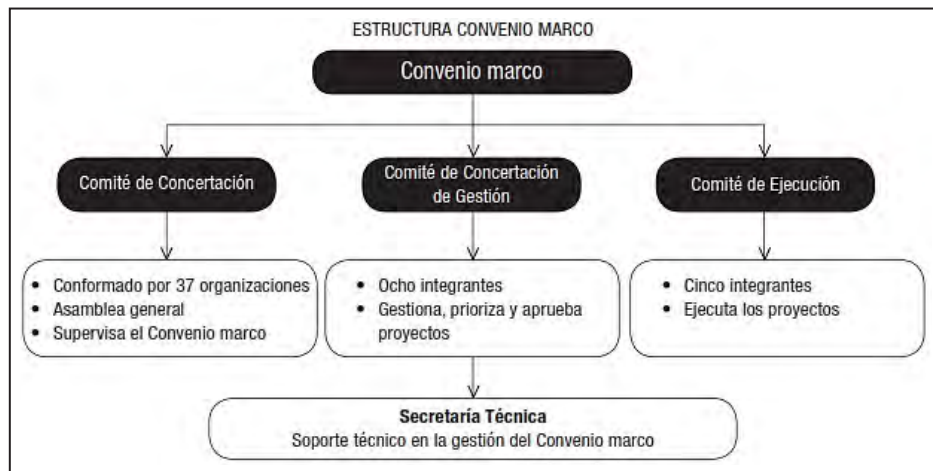 ESTRUCTURA CONVENIO MARCO
Convenio marco
Comité de Concertación
Comité de Concertación
de Gestión
Comité de Ejecución
• Conformado por 37 organizaciones
• Asamblea general
• Supervisa el Convenio marco
• Ocho integrantes
• Gestiona, prioriza y aprueba
proyectos
• Cinco integrantes
• Ejecuta los proyectos
Secretaría Técnica
Soporte técnico en la gestión del Convenio marco